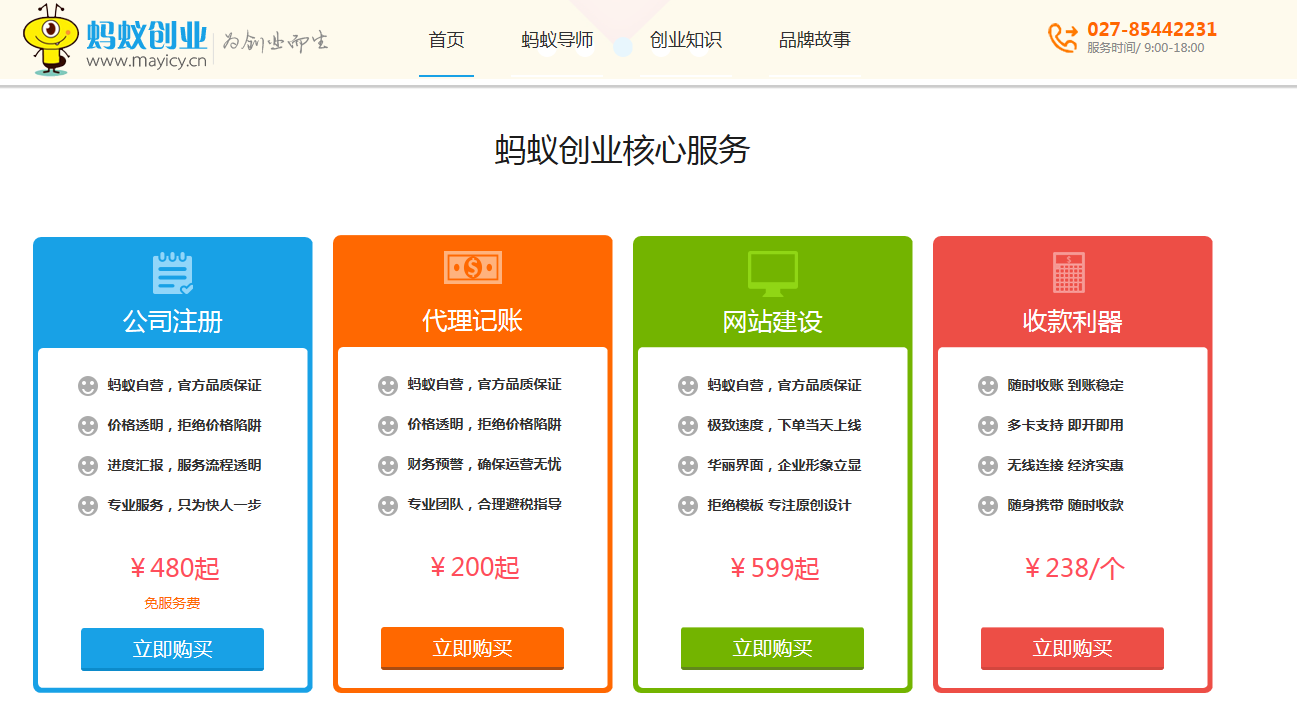 蚂蚁创业
www.mayicy.cn
为创业而生
首页
蚂蚁导师
创业知识
品牌故事
027-85442231
服务时间/ 9:00-18:00
蚂蚁创业核心服务
公司注册
蚂蚁自营，官方品质保证
价格透明，拒绝价格陷阱
进度汇报，服务流程透明
专业服务，只为快人一步
￥480起
免服务费
立即购买
代理记账
蚂蚁自营，官方品质保证
价格透明，拒绝价格陷阱
财务预警，确保运营无忧
专业团队，合理避税指导
￥200起
立即购买
网站建设
蚂蚁自营，官方品质保证
极致速度，下单当天上线
华丽界面，企业形象立显
拒绝模板 专注原创设计
￥599起
立即购买
收款利器
随时收账 到账稳定
多卡支持 即开即用
无线连接 经济实惠
随身携带 随时收款
￥238/个
立即购买